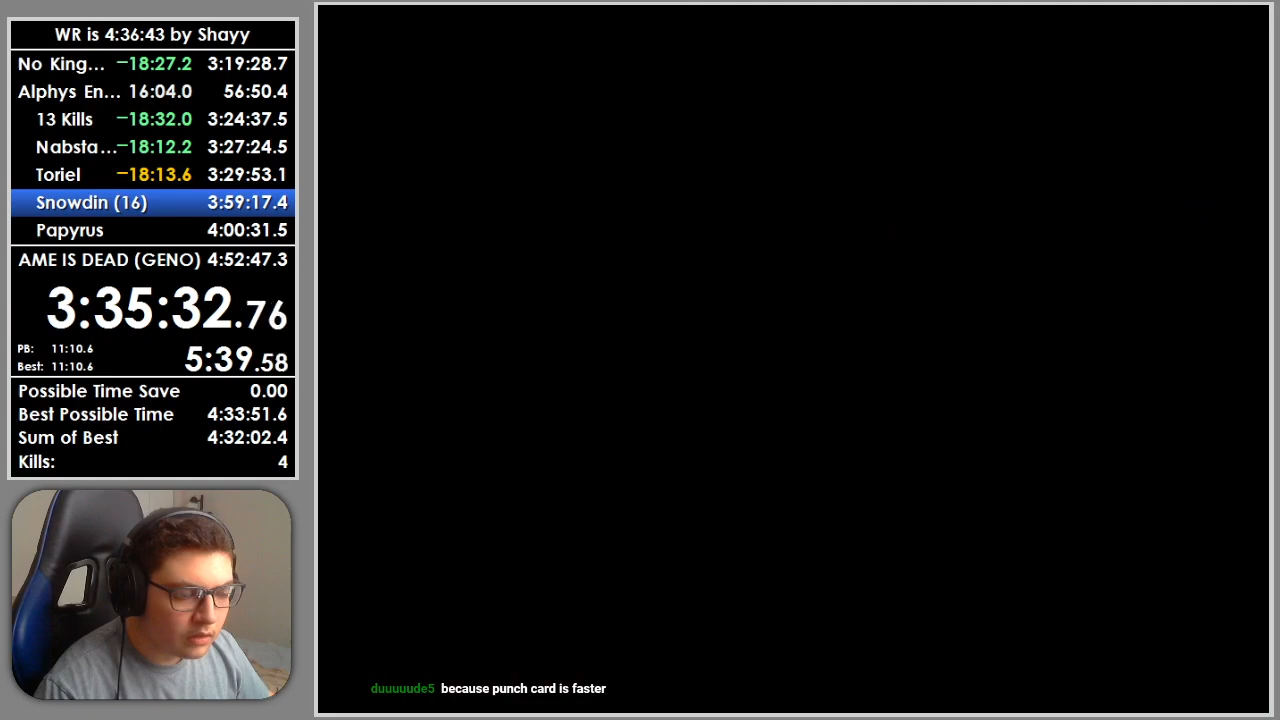 WR is 4:36:43 by Shayy
No King... −18:27.2 3:19:28.7
Alphys En... 16:04.0 56:50.4
13 Kills −18:32.0 3:24:37.5
Nabsta... −18:12.2 3:27:24.5
Toriel −18:13.6 3:29:53.1
Snowdin (16) 3:59:17.4
Papyrus 4:00:31.5
AME IS DEAD (GENO) 4:52:47.3
3:35:32.76
PB: 11:10.6
Best: 11:10.6
5:39.58
Possible Time Save 0.00
Best Possible Time 4:33:51.6
Sum of Best 4:32:02.4
Kills: 4
duuuuude5 because punch card is faster